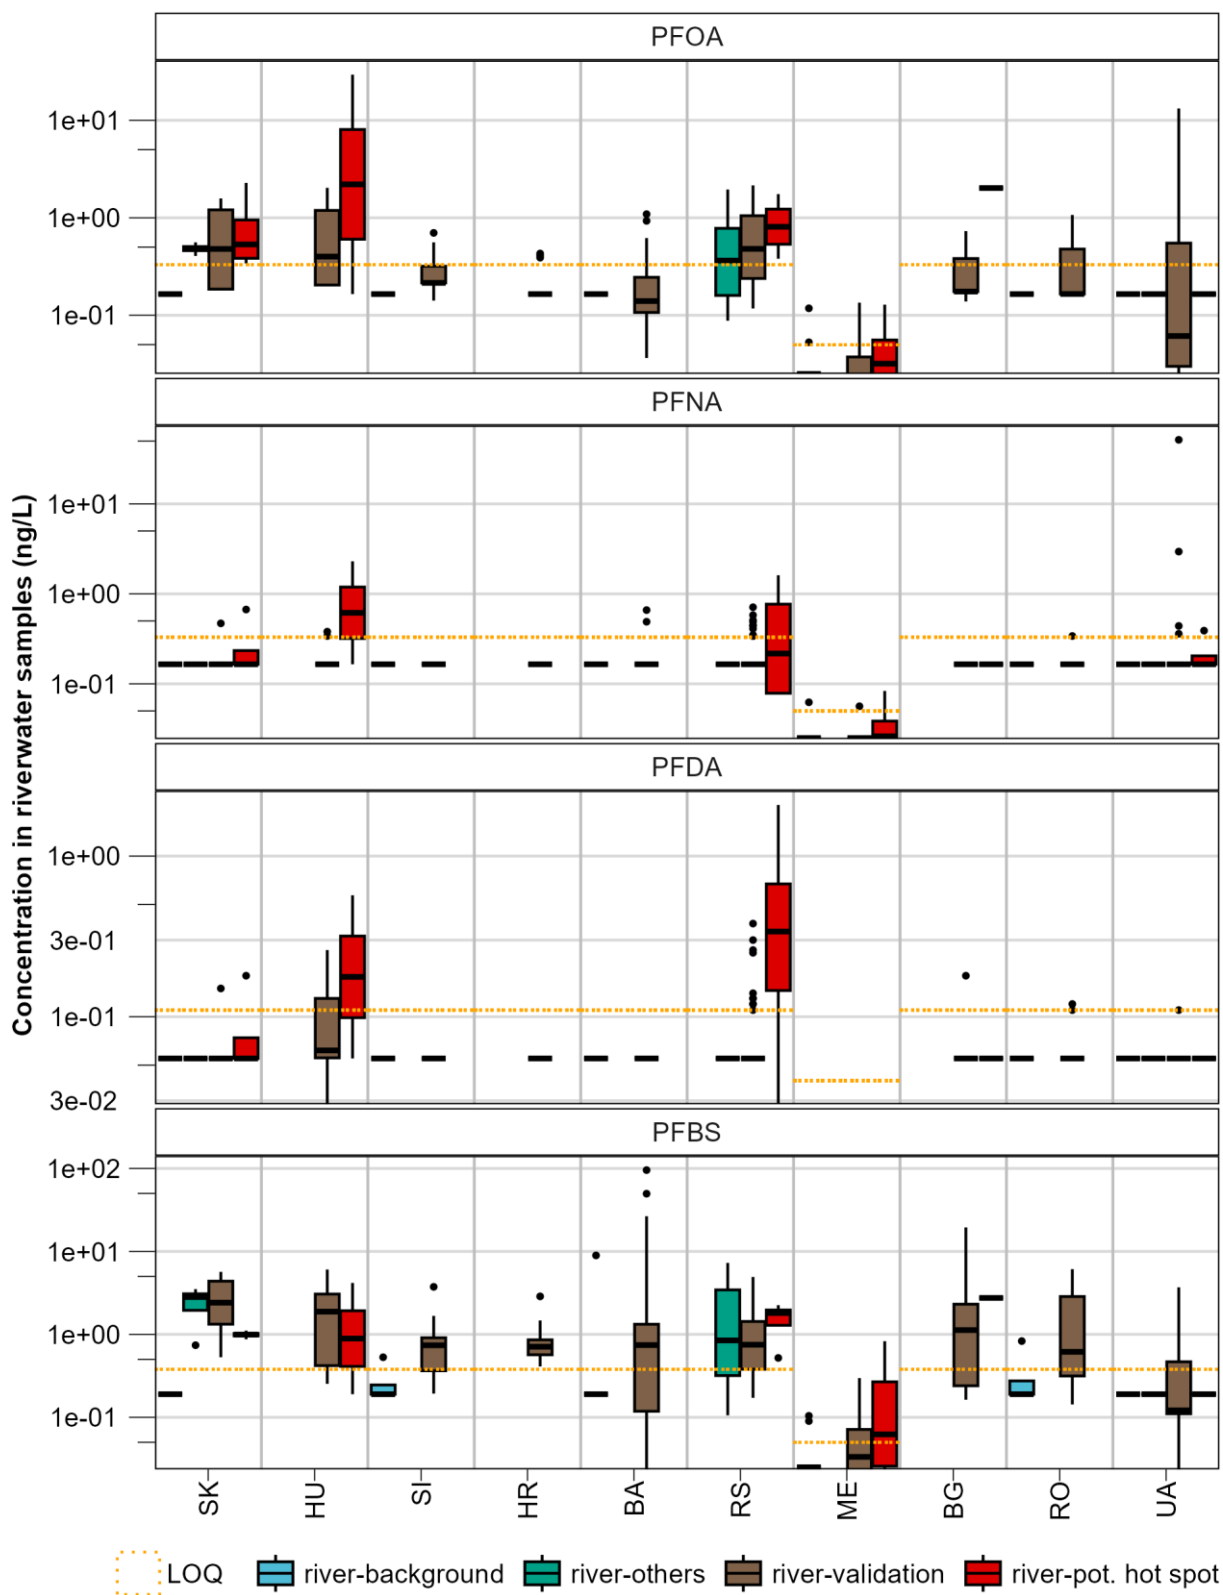 PFOA
1e+01
1e+00
1e-01
PFNA
1e+01
1e+00
1e-01
PFDA
1e+00
3e-01
1e-01
3e-02
PFBS
1e+02
1e+01
1e+00
1e-01
Concentration in riverwater samples (ng/L)
SK HU SI HR BA RS ME BG RO UA
LOQ river-background river-others river-validation river-pot. hot spot